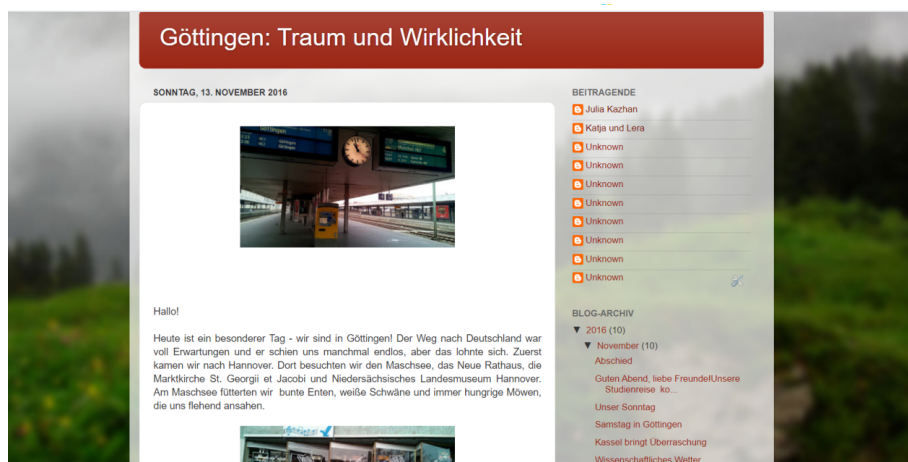 Göttingen: Traum und Wirklichkeit
SONNTAG, 13. NOVEMBER 2016
Göttingen
Hallo!
Heute ist ein besonderer Tag - wir sind in Göttingen! Der Weg nach Deutschland war
voll Erwartungen und er schien uns manchmal endlos, aber das lohnte sich. Zuerst
kamen wir nach Hannover. Dort besuchten wir den Maschsee, das Neue Rathaus, die
Marktkirche St. Georgii et Jacobi und Niedersächsisches Landesmuseum Hannover.
Am Maschsee fütterten wir bunte Enten, weiße Schwäne und immer hungrige Möwen,
die uns flehend ansahen.
BEITRAGENDE
Julia Kazhan
Katja und Lera
Unknown
Unknown
Unknown
Unknown
Unknown
Unknown
Unknown
Unknown
BLOG-ARCHIV
▼ 2016 (10)
▼ November (10)
Abschied
Guten Abend, liebe Freunde!Unsere
Studienreise ko...
Unser Sonntag
Samstag in Göttingen
Kassel bringt Überraschung
Wissenschaftliches Wetter